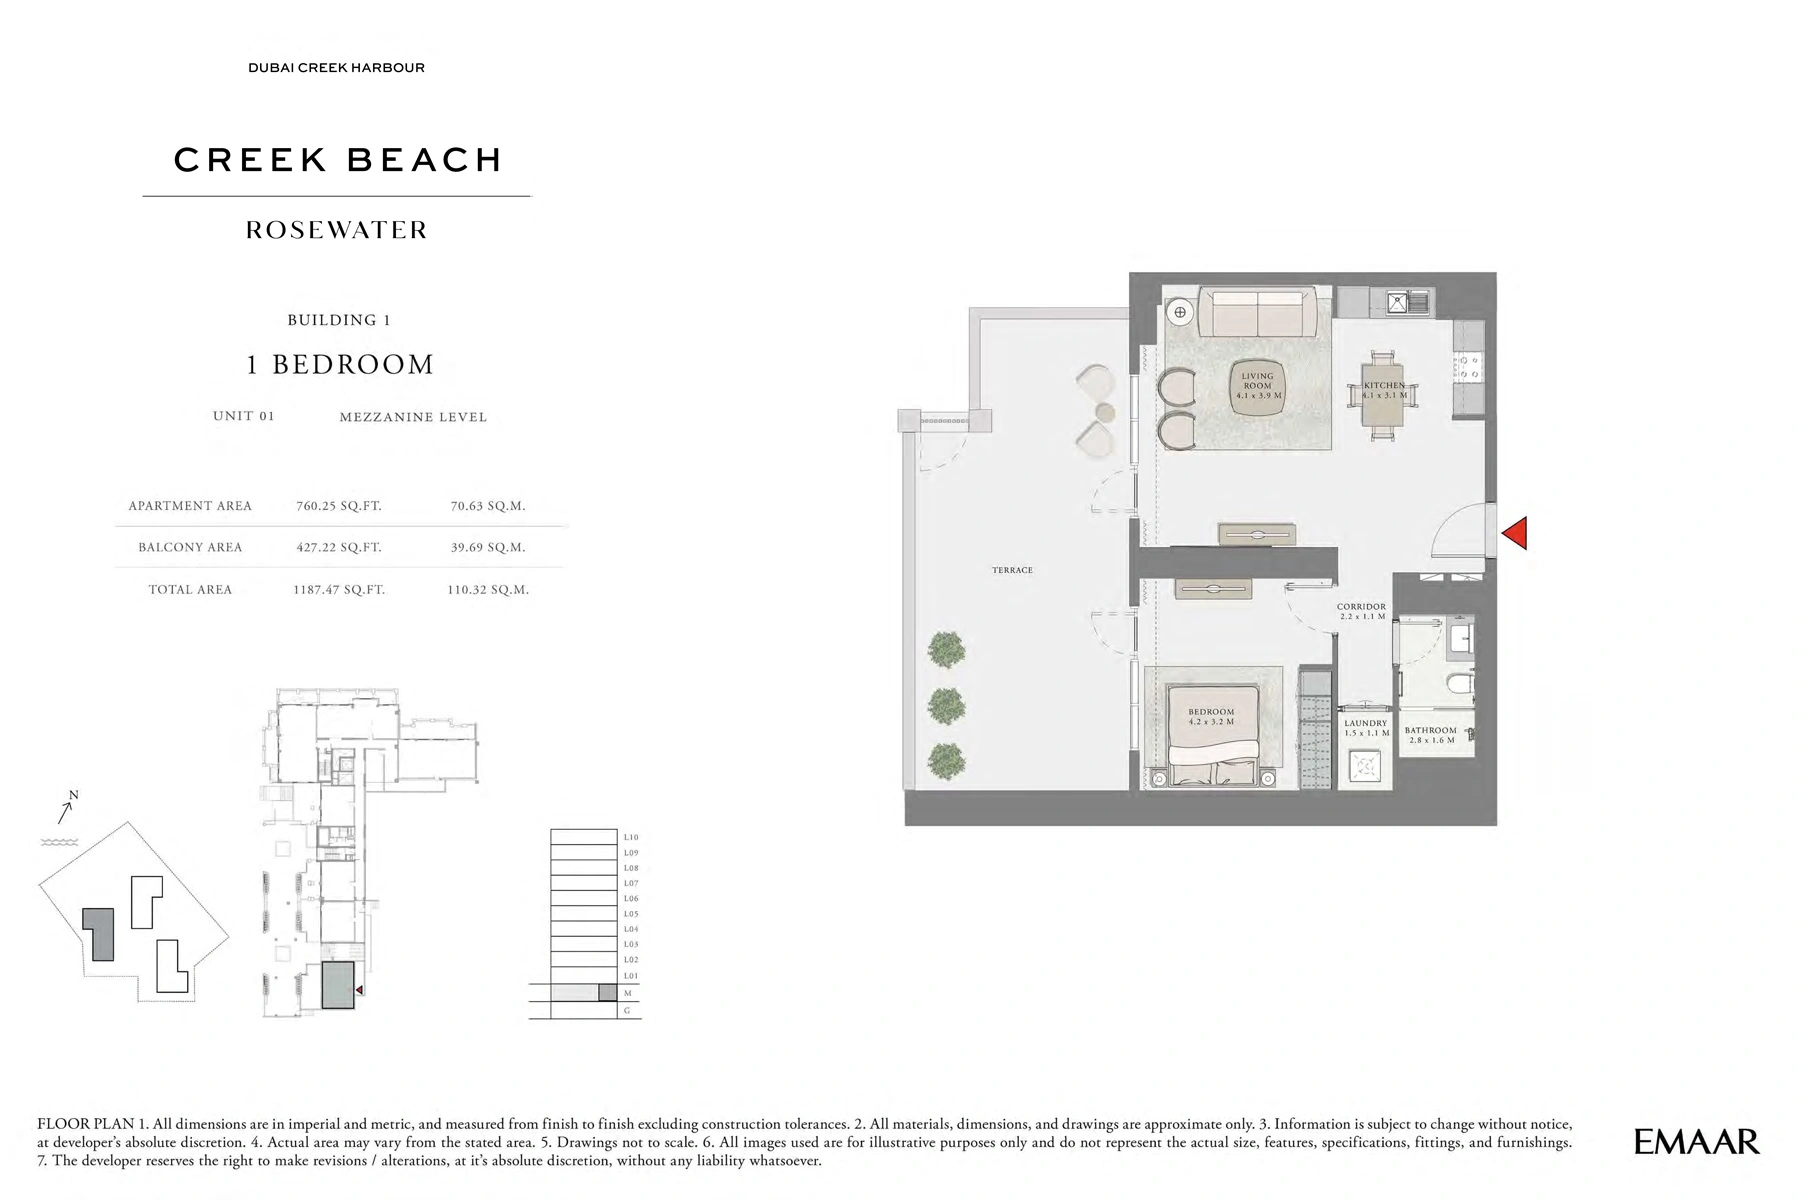 DUBAI CREEK HARBOUR
CREEK BEACH
ROSEWATER
BUILDING 1
1 BEDROOM
UNIT 01 MEZZANINE LEVEL
APARTMENT AREA 760.25 SQ.FT. 70.63 SQ.M.
BALCONY AREA 427.22 SQ.FT. 39.69 SQ.M.
TOTAL AREA 1187.47 SQ.FT. 110.32 SQ.M.
N
L10
L09
L08
L07
L06
L05
L04
L03
L02
L01
M
G
LIVING
ROOM
4.1 x 3.9 M
KITCHEN
4.1 x 3.1 M
TERRACE
CORRIDOR
2.2 x 1.1 M
BEDROOM
4.2 x 3.2 M
LAUNDRY
1.5 x 1.1 M
BATHROOM
2.8 x 1.6 M
FLOOR PLAN 1. All dimensions are in imperial and metric, and measured from finish to finish excluding construction tolerances. 2. All materials, dimensions, and drawings are approximate only. 3. Information is subject to change without notice,
at developer's absolute discretion. 4. Actual area may vary from the stated area. 5. Drawings not to scale. 6. All images used are for illustrative purposes only and do not represent the actual size, features, specifications, fittings, and furnishings.
7. The developer reserves the right to make revisions / alterations, at it's absolute discretion, without any liability whatsoever.
EMAAR